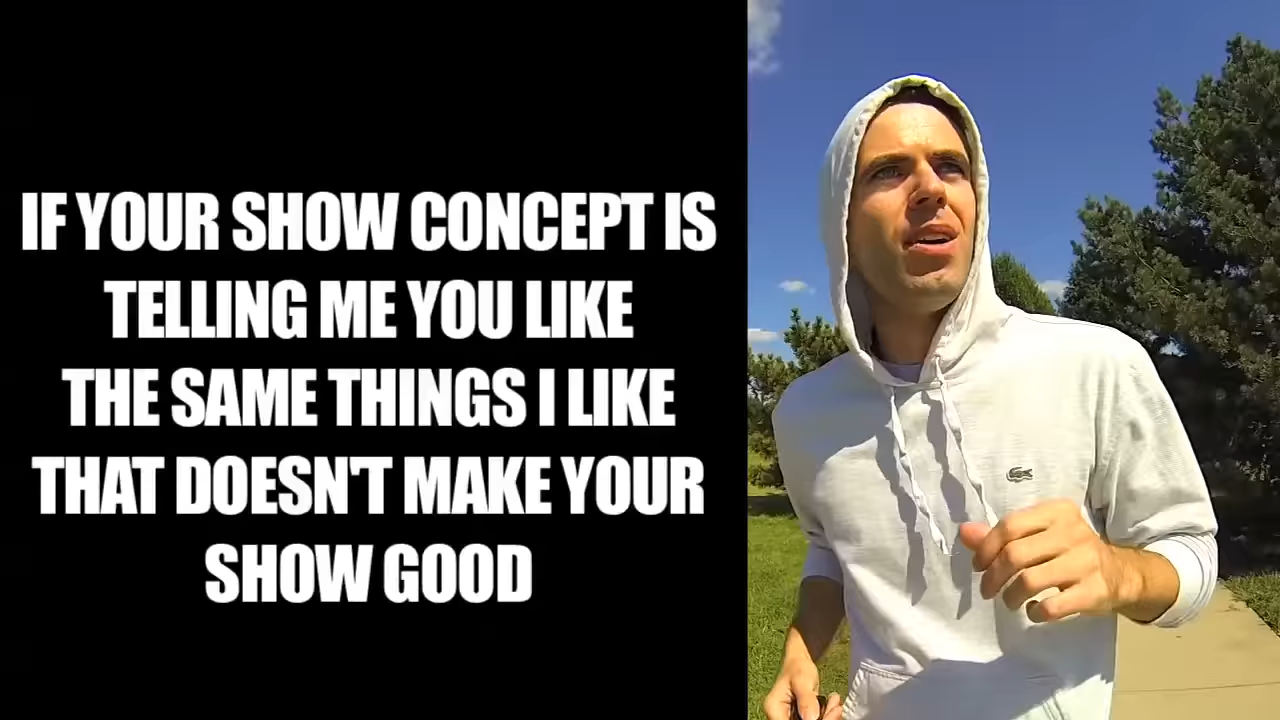 IF YOUR SHOW CONCEPT IS
TELLING ME YOU LIKE
THE SAME THINGS I LIKE
THAT DOESN'T MAKE YOUR
SHOW GOOD